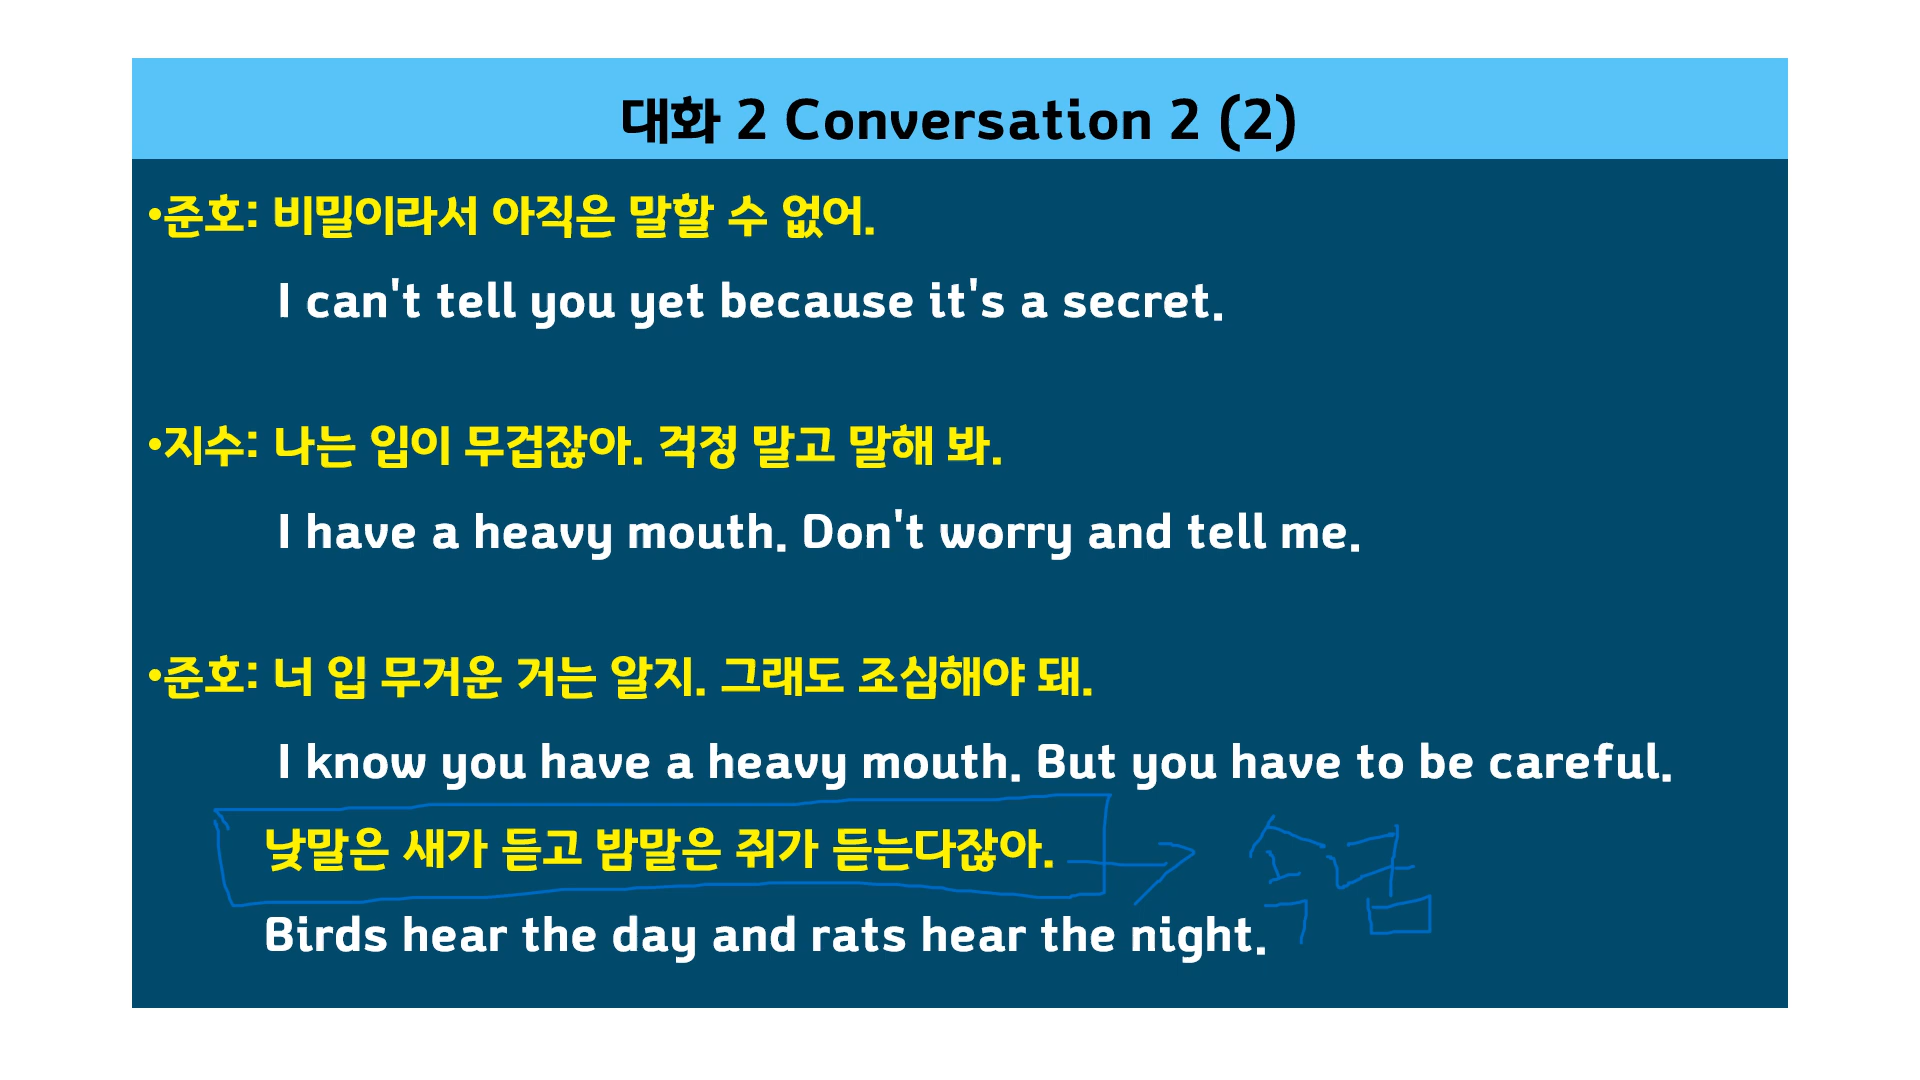 대화 2 Conversation 2 (2)
•준호: 비밀이라서 아직은 말할 수 없어.
I can't tell you yet because it's a secret.
•지수: 나는 입이 무겁잖아. 걱정 말고 말해 봐.
I have a heavy mouth. Don't worry and tell me.
•준호: 너 입 무거운 거는 알지. 그래도 조심해야 돼.
I know you have a heavy mouth. But you have to be careful.
낮말은 새가 듣고 밤말은 쥐가 듣는다잖아.
속담
Birds hear the day and rats hear the night.